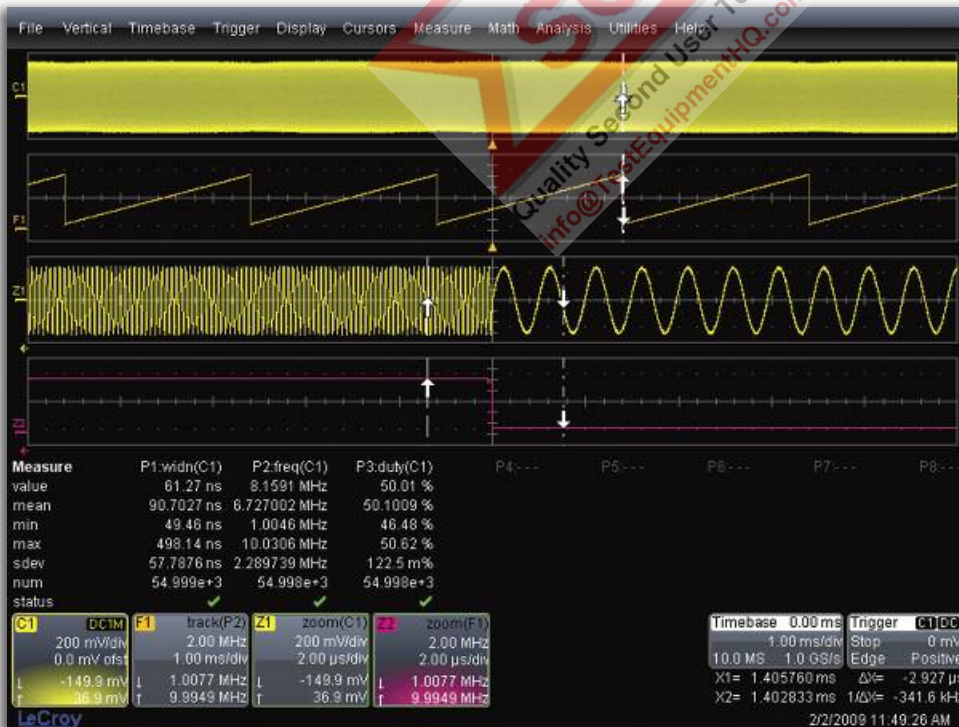 File Vertical Timebase Trigger Display Cursors Measure Math Analysis Utilities Help
Quality Second User
info@TestEquipmentHQ.com
C1
F1
Z1
Z3
Measure P1:widn(C1) P2:freq(C1) P3:duty(C1) P4:--- P5:--- P6:--- P7:--- P8:---
value 61.27 ns 8.1591 MHz 50.01 %
mean 90.7027 ns 6.727002 MHz 50.1009 %
min 49.46 ns 1.0046 MHz 46.48 %
max 498.14 ns 10.0306 MHz 50.62 %
sdev 57.7876 ns 2.289739 MHz 122.5 m%
num 54.999e+3 54.998e+3 54.998e+3
status
C1 DC1M F1 track(P2) Z1 zoom(C1) Z2 zoom(F1) Timebase 0.00 ms Trigger C1 DC
200 mV/div 2.00 MHz 200 mV/div 2.00 MHz 1.00 ms/div Stop 0 mV
0.0 mV ofst 1.00 ms/div 2.00 µs/div 2.00 µs/div 10.0 MS 1.0 GS/s Edge Positive
-149.9 mV 1.0077 MHz -149.9 mV 1.0077 MHz X1= 1.405760 ms ΔX= -2.927 µs
36.9 mV 9.9949 MHz 36.9 mV 9.9949 MHz X2= 1.402833 ms 1/ΔX= -341.6 kHz
LeCroy 2/2/2009 11:49:26 AM